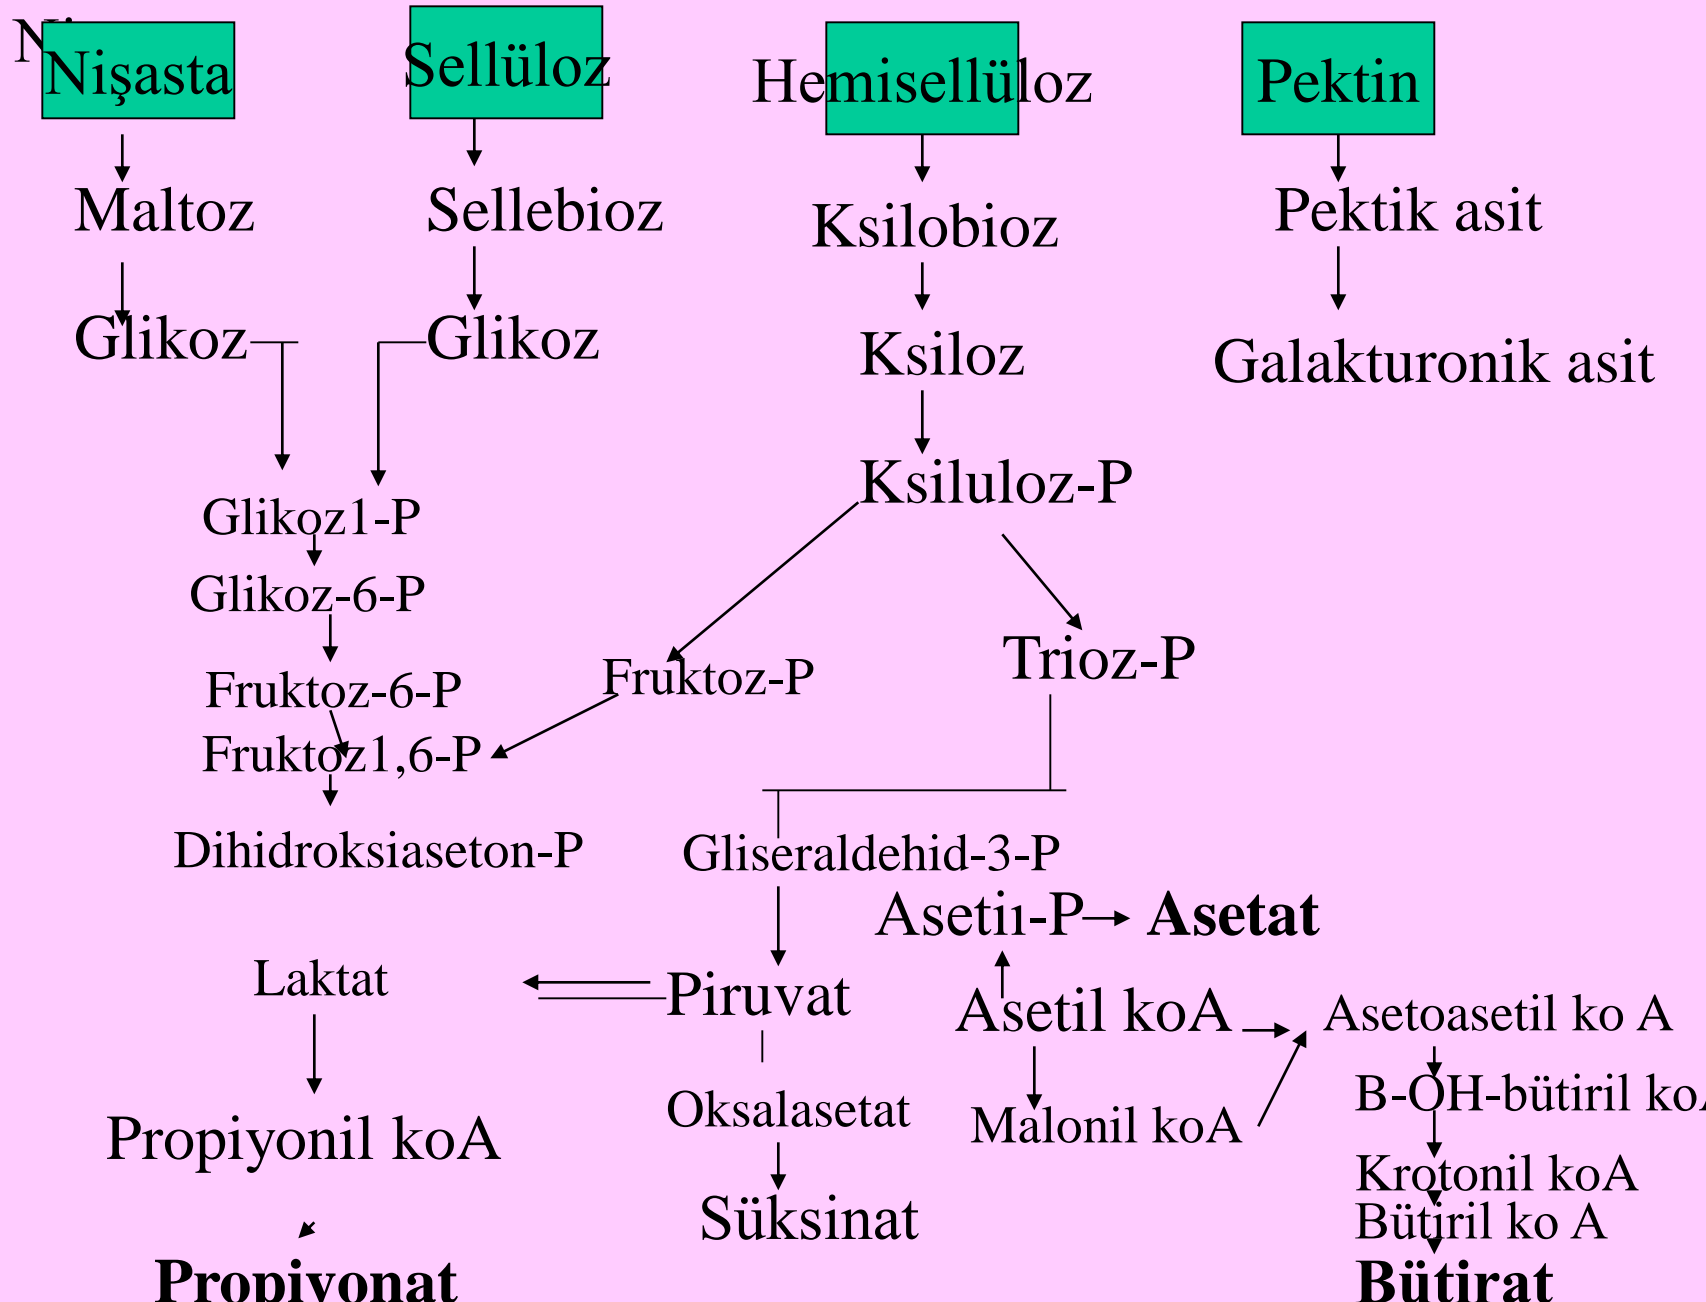 Nişasta
Sellüloz
Hemisellüloz
Pektin
Maltoz
Sellebioz
Ksilobioz
Pektik asit
Glikoz
Glikoz
Ksiloz
Galakturonik asit
Ksiluloz-P
Glikoz1-P
Glikoz-6-P
Fruktoz-6-P
Fruktoz-P
Trioz-P
Fruktoz1,6-P
Dihidroksiaseton-P
Gliseraldehid-3-P
Asetil-P
Asetat
Laktat
Piruvat
Asetil koA
Asetoasetil ko A
Oksalasetat
Malonil koA
B-OH-bütiril koA
Propiyonil koA
Krotonil koA
Süksinat
Bütiril ko A
Propiyonat
Bütirat